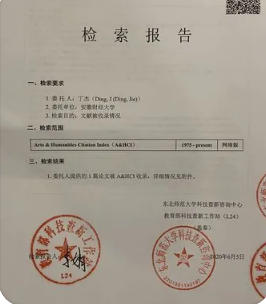 检索报告
一、检索要求
1. 委托人：丁杰（Ding, J (Ding, Jie)）
2. 委托单位：安徽财经大学
3. 检索目的：文献被收录情况
二、检索范围
Arts & Humanities Citation Index（A&HCI） 1975 - present 网络版
三、检索结果
1. 委托人提供的 1 篇论文被 A&HCI 收录，详细情况见附件。
东北师范大学科技查新咨询中心
教育部科技查新工作站（L24）
（盖章）
2020年6月5日
L24